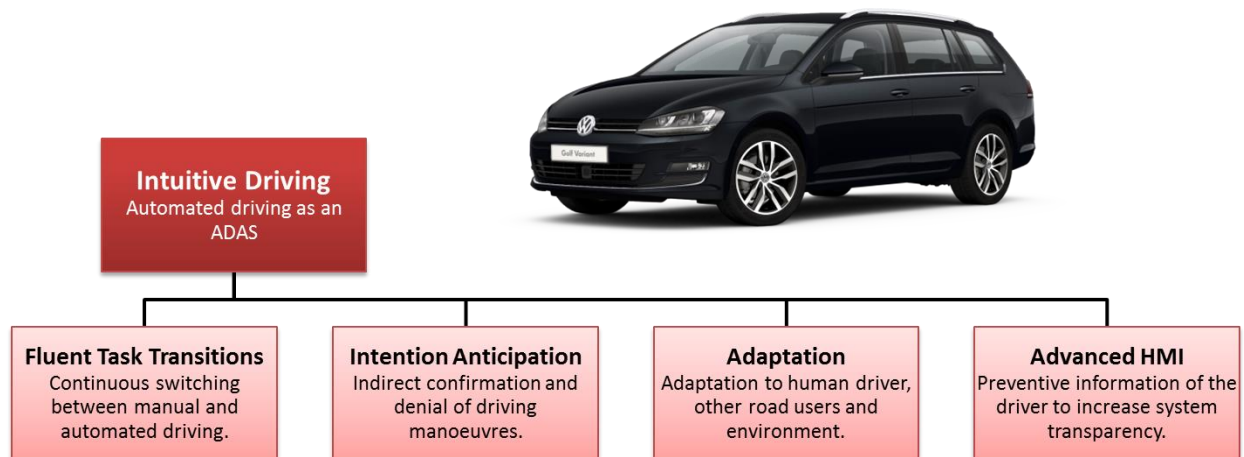 Golf Variant
Intuitive Driving
Automated driving as an
ADAS
Fluent Task Transitions
Continuous switching
between manual and
automated driving.
Intention Anticipation
Indirect confirmation and
denial of driving
manoeuvres.
Adaptation
Adaptation to human driver,
other road users and
environment.
Advanced HMI
Preventive information of the
driver to increase system
transparency.